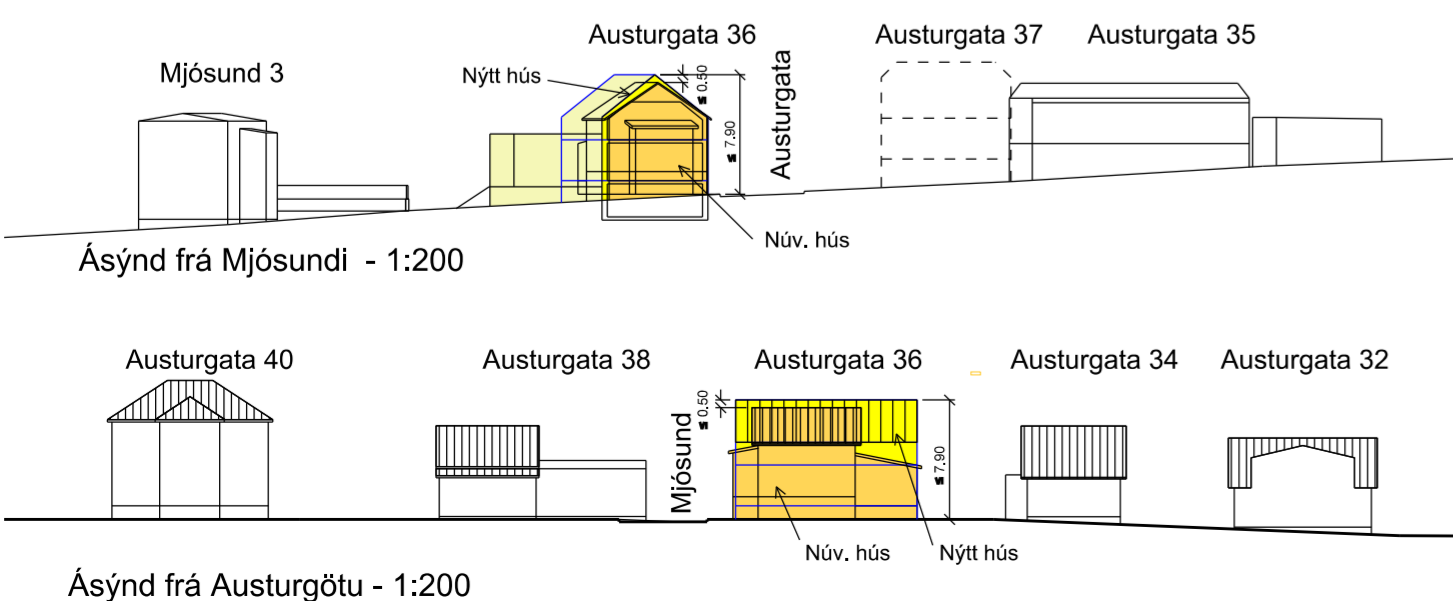 Austurgata 36
Austurgata 37
Austurgata 35
Mjósund 3
Nýtt hús
≤ 0.50
≤ 7.90
Austurgata
Núv. hús
Ásýnd frá Mjósundi - 1:200
Austurgata 40
Austurgata 38
Austurgata 36
Austurgata 34
Austurgata 32
≤ 0.50
Mjósund
≤ 7.90
Núv. hús
Nýtt hús
Ásýnd frá Austurgötu - 1:200